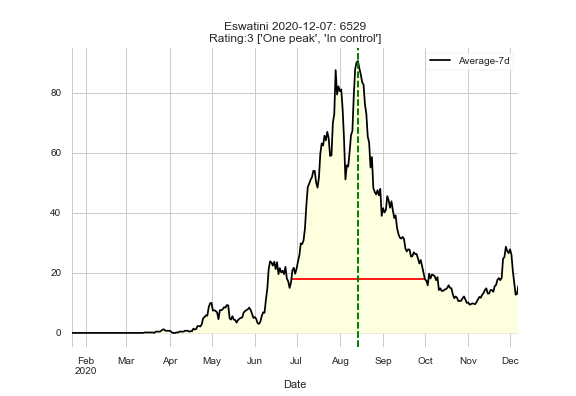 Eswatini 2020-12-07: 6529
Rating:3 ['One peak', 'In control']
Average-7d
80
60
40
20
0
Feb Mar Apr May Jun Jul Aug Sep Oct Nov Dec
2020
Date